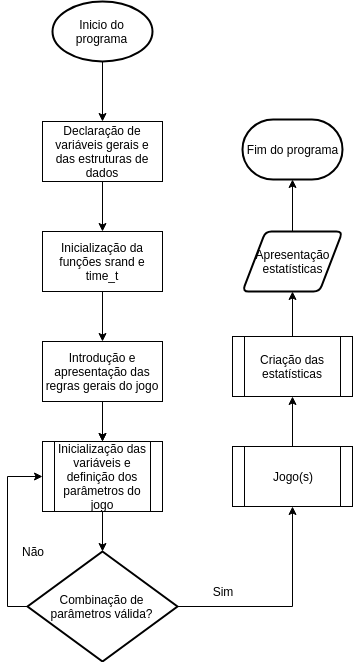 Inicio do
programa
Declaração de
variáveis gerais e
das estruturas de
dados
Inicialização da
funções srand e
time_t
Introdução e
apresentação das
regras gerais do jogo
Inicialização das
variáveis e
definição dos
parâmetros do
jogo
Não
Combinação de
parâmetros válida?
Sim
Jogo(s)
Criação das
estatísticas
Apresentação
estatísticas
Fim do programa